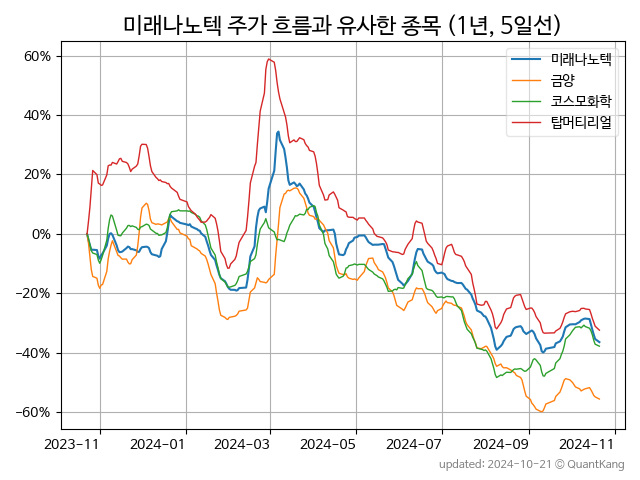 미래나노텍 주가 흐름과 유사한 종목 (1년, 5일선)
미래나노텍
금양
코스모화학
탑머티리얼
60%
40%
20%
0%
−20%
−40%
−60%
2023-11
2024-01
2024-03
2024-05
2024-07
2024-09
2024-11
updated: 2024-10-21 © QuantKang